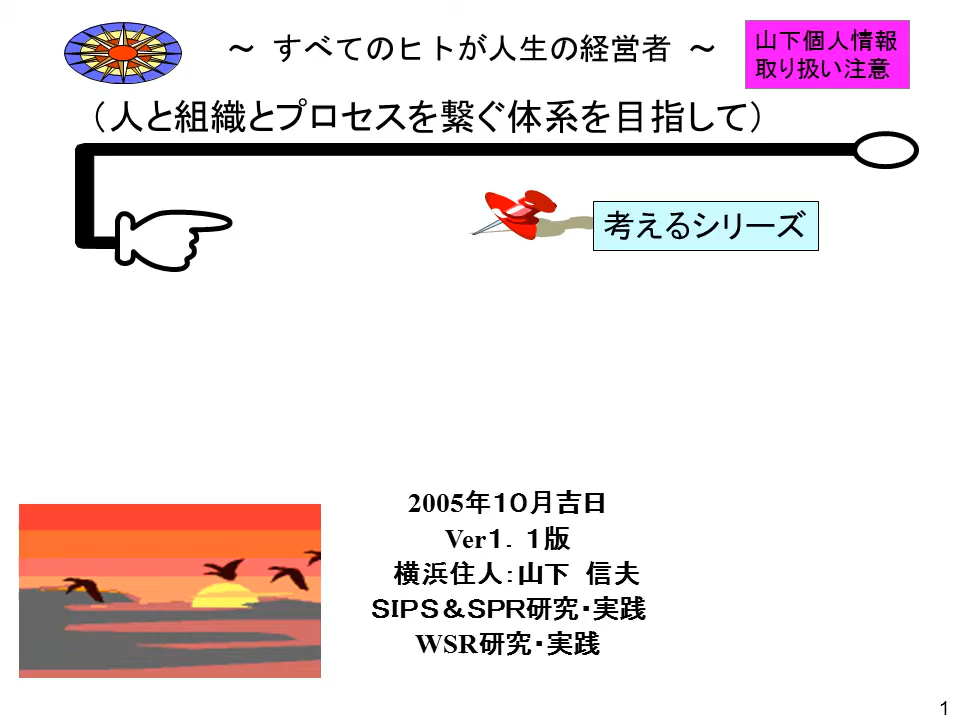 ～ すべてのヒトが人生の経営者 ～
山下個人情報
取り扱い注意
（人と組織とプロセスを繋ぐ体系を目指して）
考えるシリーズ
2005年１０月吉日
Ver１．１版
横浜住人：山下　信夫
ＳＩＰＳ＆ＳＰＲ研究・実践
WSR研究・実践
1